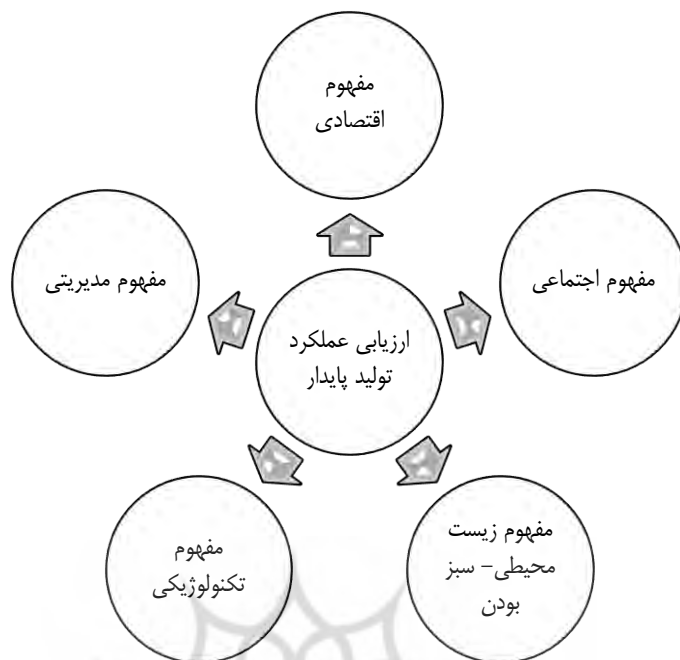 مفهوم
اقتصادی
مفهوم اجتماعی
مفهوم مدیریتی
ارزیابی عملکرد
تولید پایدار
مفهوم زیست
محیطی- سبز
بودن
مفهوم
تکنولوژیکی